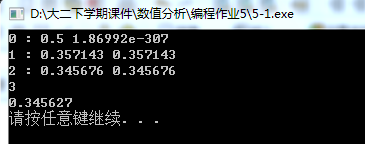 D:\大二下学期课件\数值分析\编程作业5\5-1.exe
0 : 0.5 1.86992e-307
1 : 0.357143 0.357143
2 : 0.345676 0.345676
3
0.345627
请按任意键继续. . .